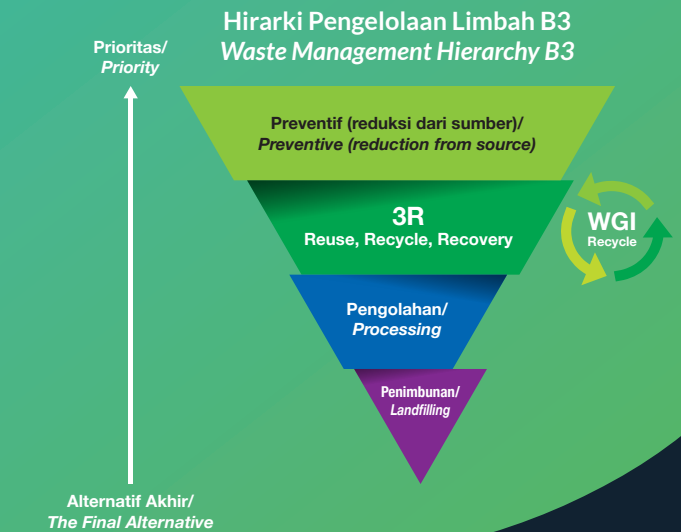 Hirarki Pengelolaan Limbah B3
Waste Management Hierarchy B3
Prioritas/
Priority
Preventif (reduksi dari sumber)/
Preventive (reduction from source)
3R
Reuse, Recycle, Recovery
WGI
Recycle
Pengolahan/
Processing
Penimbunan/
Landfilling
Alternatif Akhir/
The Final Alternative